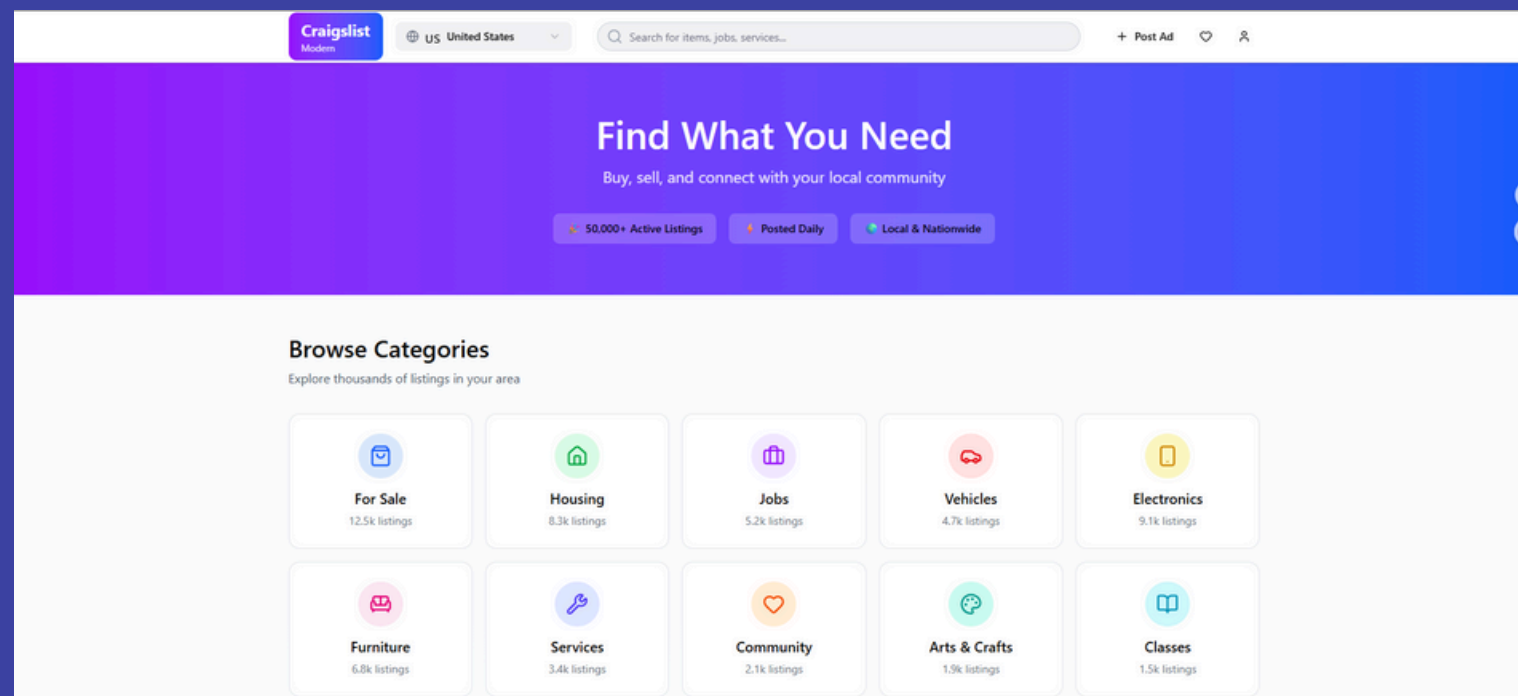 Craigslist
Modern
US United States
Search for items, jobs, services...
+ Post Ad
Find What You Need
Buy, sell, and connect with your local community
50,000+ Active Listings
Posted Daily
Local & Nationwide
Browse Categories
Explore thousands of listings in your area
For Sale
12.5k listings
Housing
8.3k listings
Jobs
5.2k listings
Vehicles
4.7k listings
Electronics
9.1k listings
Furniture
6.8k listings
Services
3.4k listings
Community
2.1k listings
Arts & Crafts
1.9k listings
Classes
1.5k listings